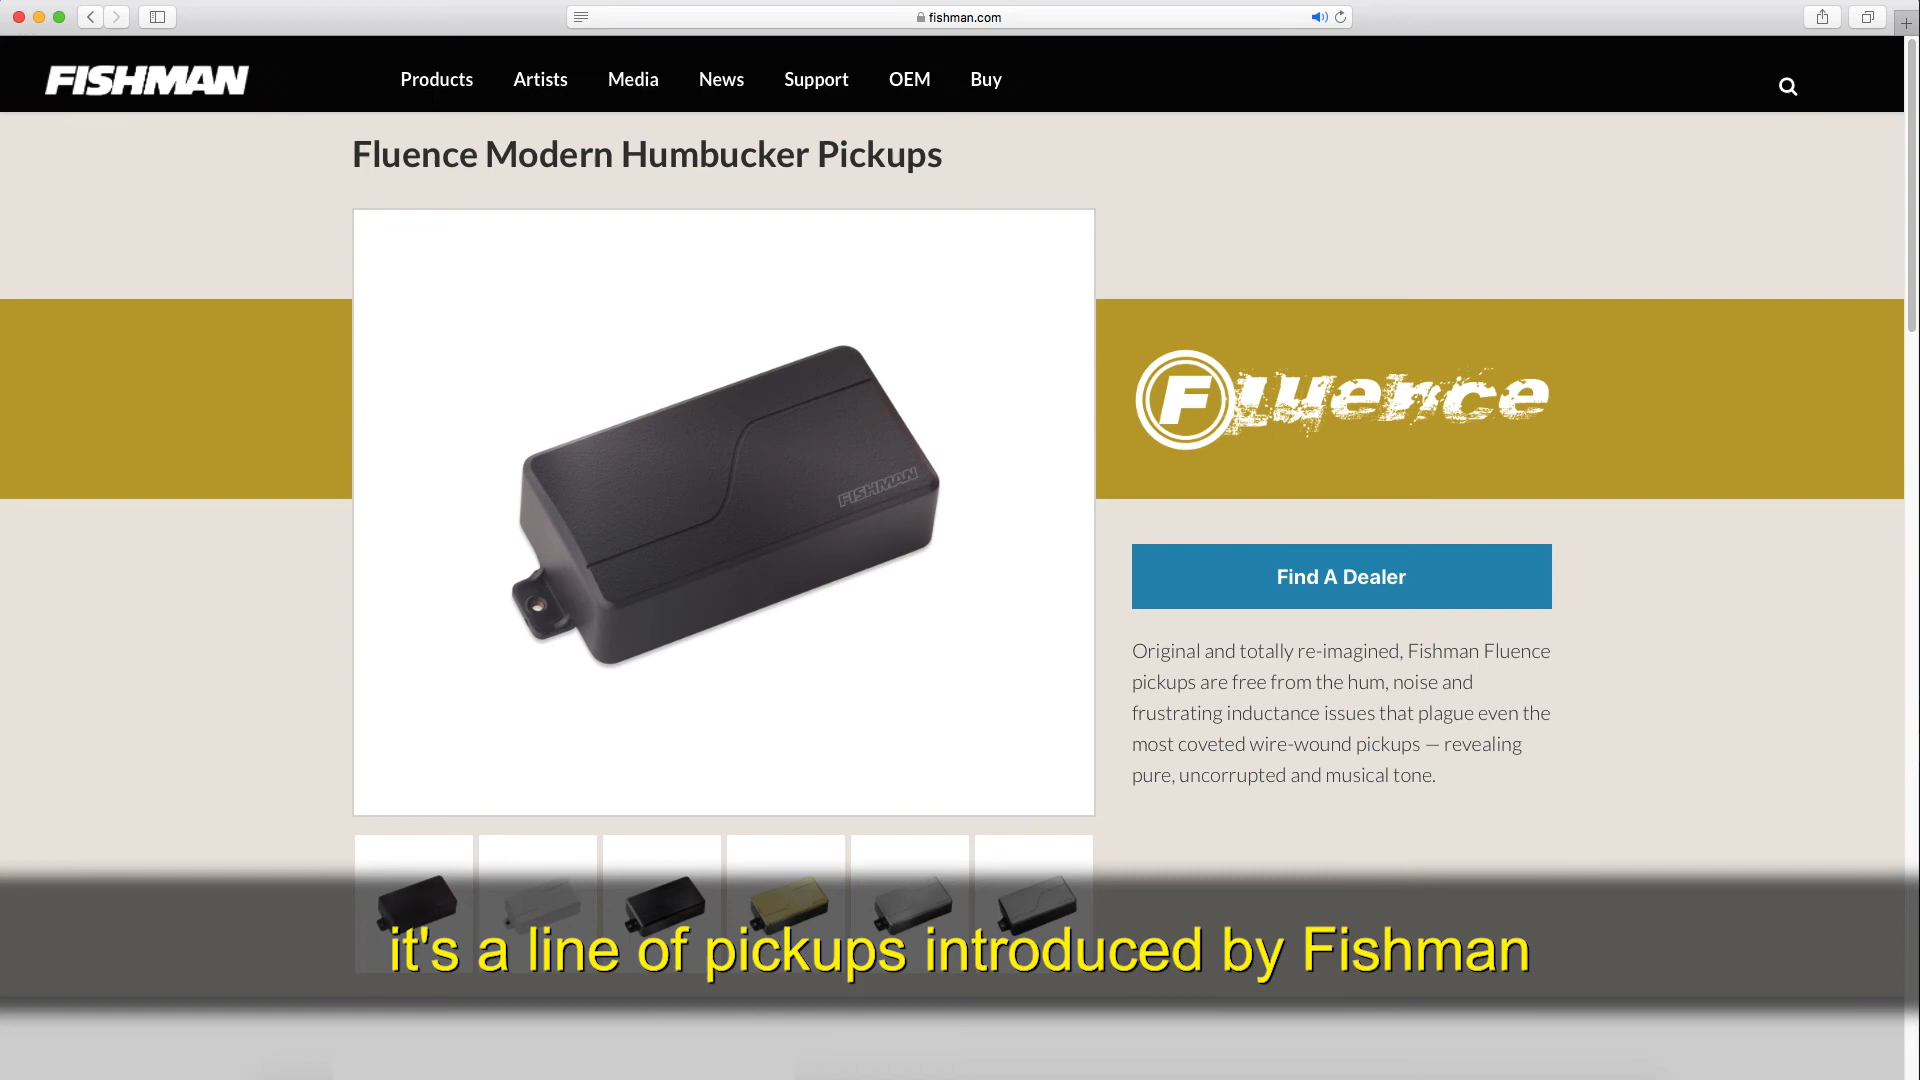 fishman.com
FISHMAN
Products Artists Media News Support OEM Buy
Fluence Modern Humbucker Pickups
FISHMAN
Fluence
Find A Dealer
Original and totally re-imagined, Fishman Fluence
pickups are free from the hum, noise and
frustrating inductance issues that plague even the
most coveted wire-wound pickups — revealing
pure, uncorrupted and musical tone.
it's a line of pickups introduced by Fishman